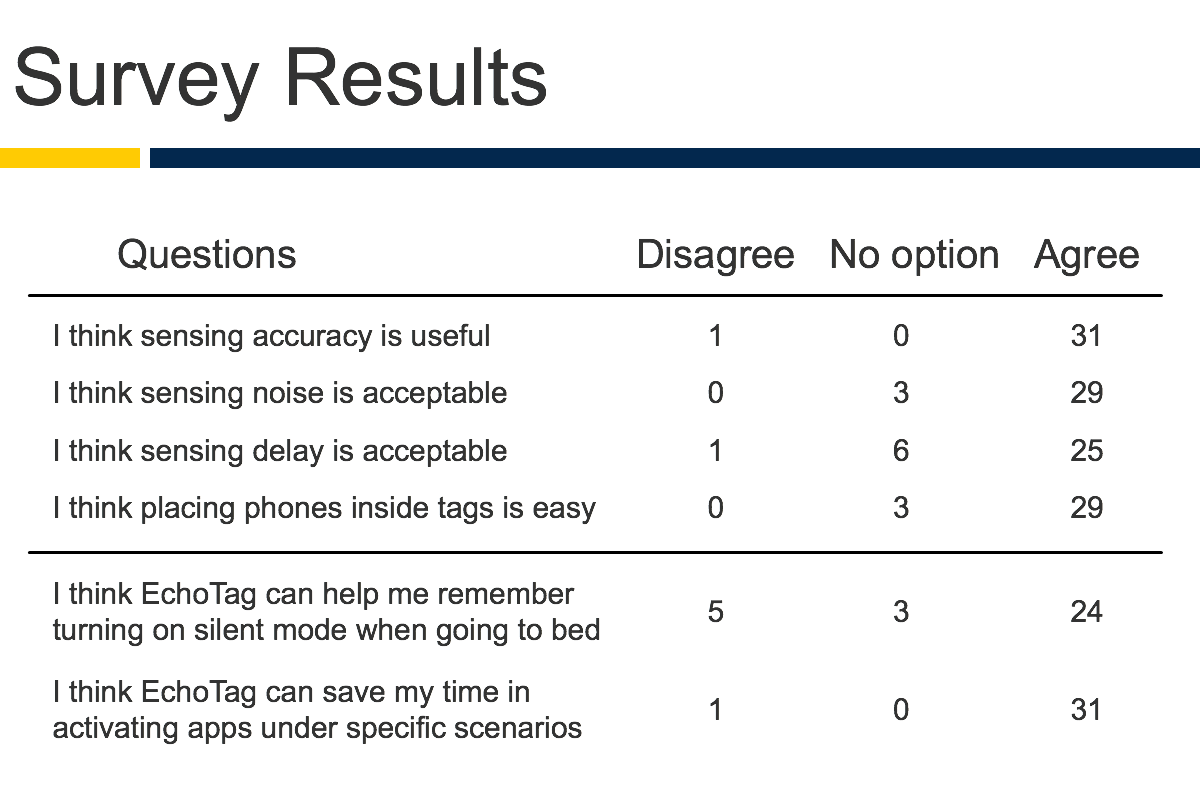 Survey Results
Questions Disagree No option Agree
I think sensing accuracy is useful 1 0 31
I think sensing noise is acceptable 0 3 29
I think sensing delay is acceptable 1 6 25
I think placing phones inside tags is easy 0 3 29
I think EchoTag can help me remember
turning on silent mode when going to bed 5 3 24
I think EchoTag can save my time in
activating apps under specific scenarios 1 0 31